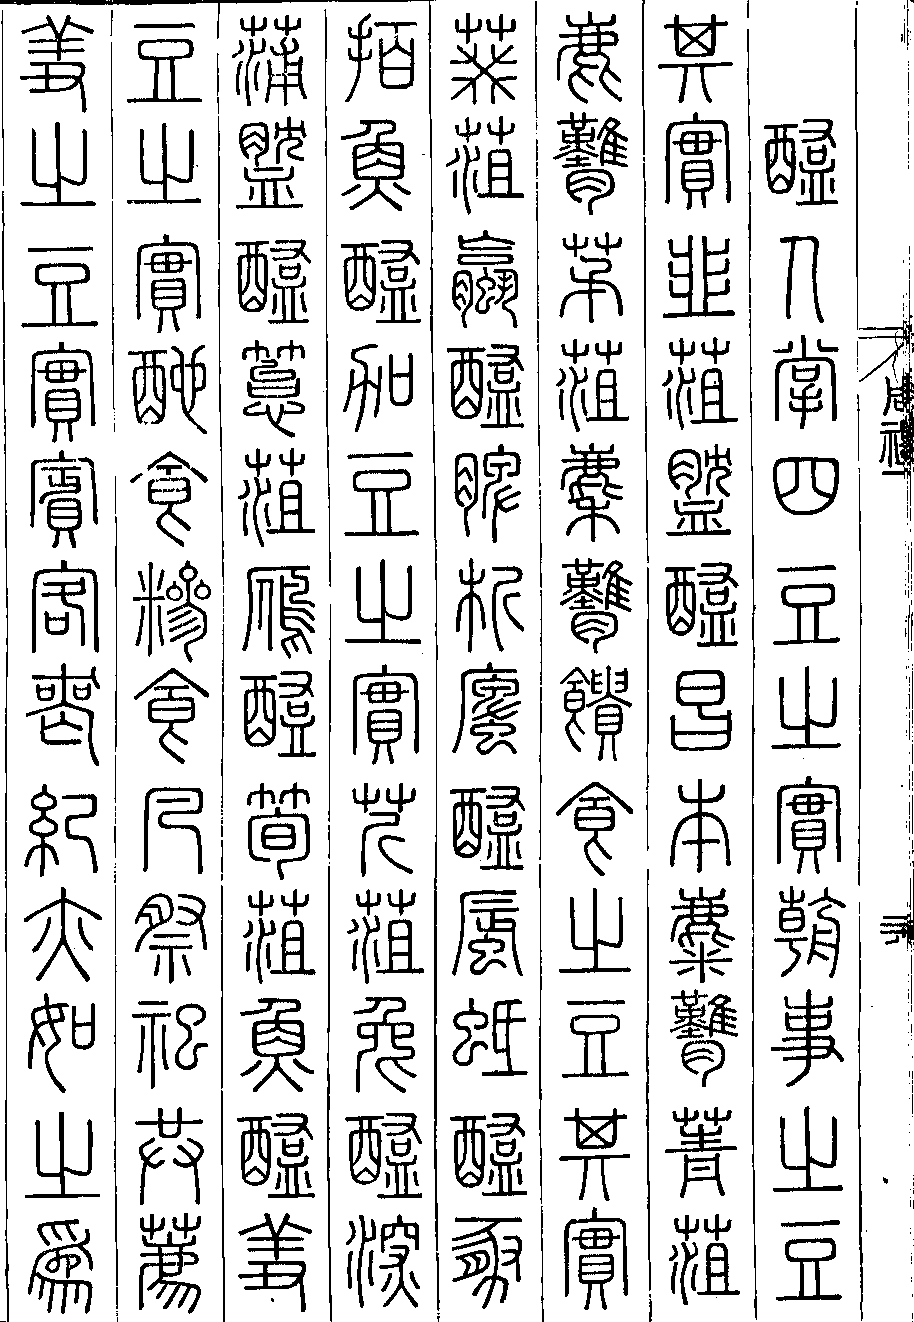 醢人掌四豆之實朝事之豆
其實韭菹醓醢昌本麋臡菁菹
鹿臡茆菹麋臡饋食之豆其實
葵菹蠃醢脾析蠯醢蜃蚳醢豚
拍魚醢加豆之實芹菹兔醢深
蒲醓醢箈菹鴈醢筍菹魚醢羞
豆之實酏食糝食凡祭祀共薦
羞之豆實賓客喪紀亦如之爲
周禮